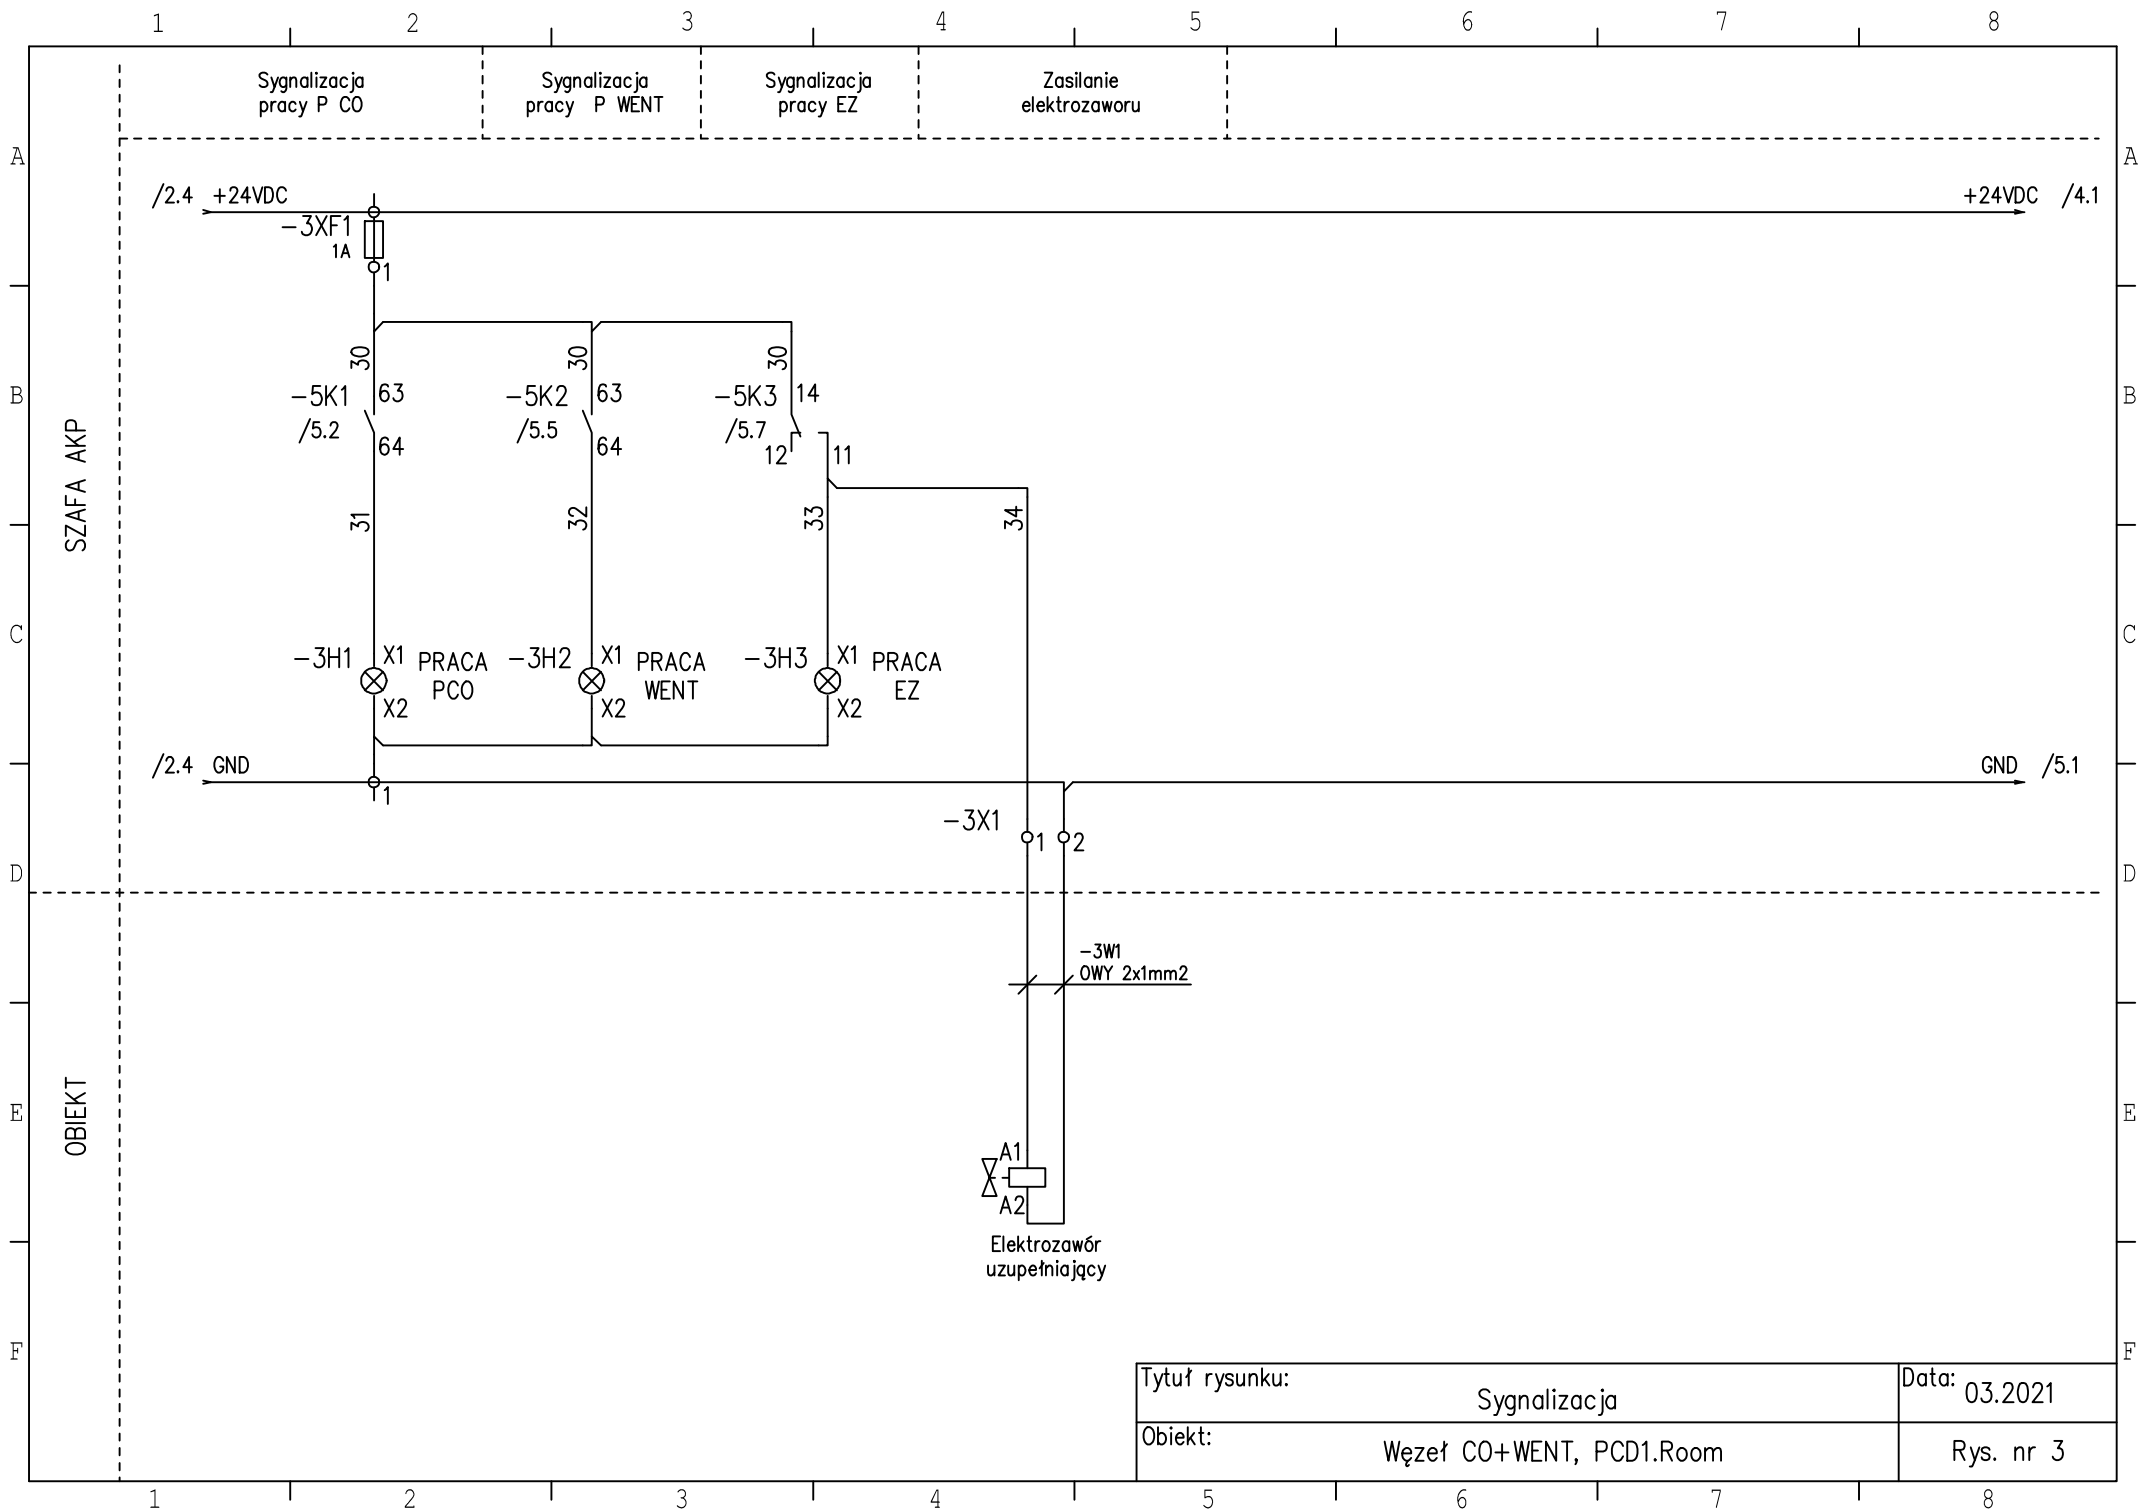 1 2 3 4 5 6 7 8
Sygnalizacja
pracy P CO
Sygnalizacja
pracy P WENT
Sygnalizacja
pracy EZ
Zasilanie
elektrozaworu
A A
/2.4 +24VDC
+24VDC /4.1
-3XF1
1A
1
30 30 30
B B
-5K1 63
/5.2
64
-5K2 63
/5.5
64
-5K3 14
/5.7
12 11
SZAFA AKP
31 32 33 34
C C
-3H1 X1 PRACA
PCO
X2
-3H2 X1 PRACA
WENT
X2
-3H3 X1 PRACA
EZ
X2
/2.4 GND
1
GND /5.1
-3X1
1 2
D D
-3W1
OWY 2x1mm2
E E
OBIEKT
A1
A2
Elektrozawór
uzupełniający
F F
Tytuł rysunku:
Sygnalizacja
Data: 03.2021
Obiekt:
Węzeł CO+WENT, PCD1.Room
Rys. nr 3
1 2 3 4 5 6 7 8